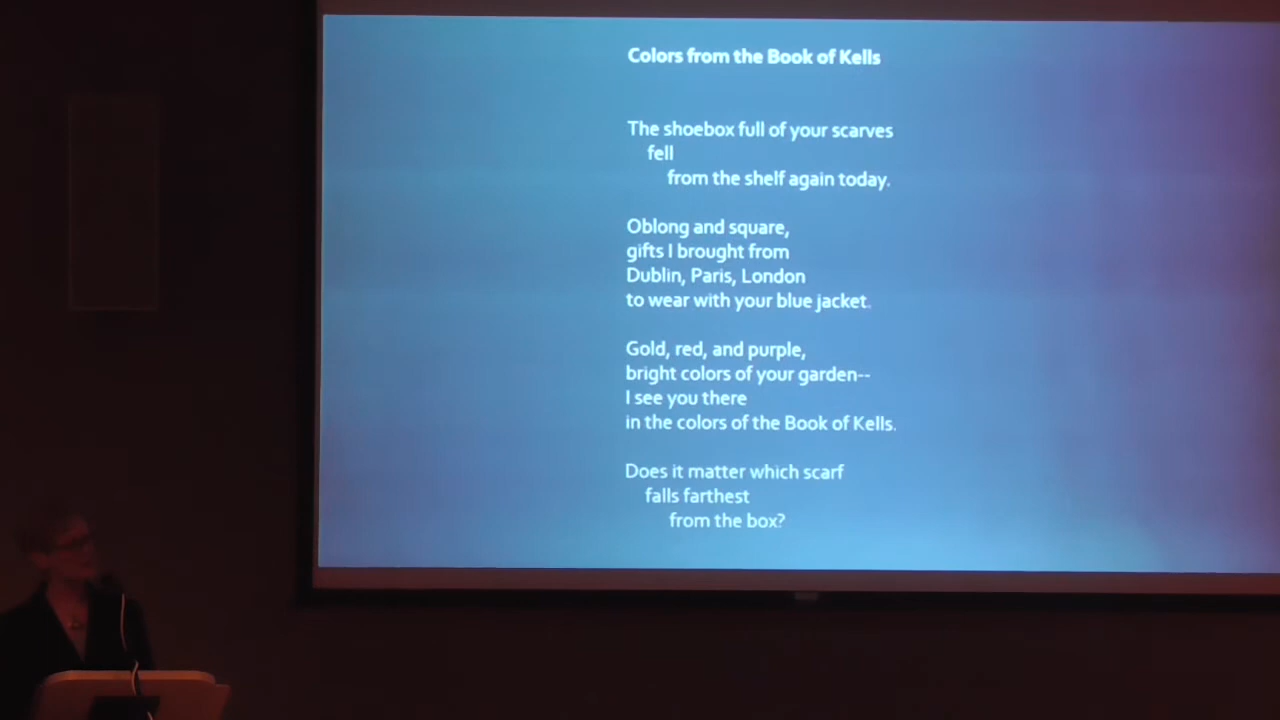 Colors from the Book of Kells
The shoebox full of your scarves
fell
from the shelf again today.
Oblong and square,
gifts I brought from
Dublin, Paris, London
to wear with your blue jacket.
Gold, red, and purple,
bright colors of your garden--
I see you there
in the colors of the Book of Kells.
Does it matter which scarf
falls farthest
from the box?